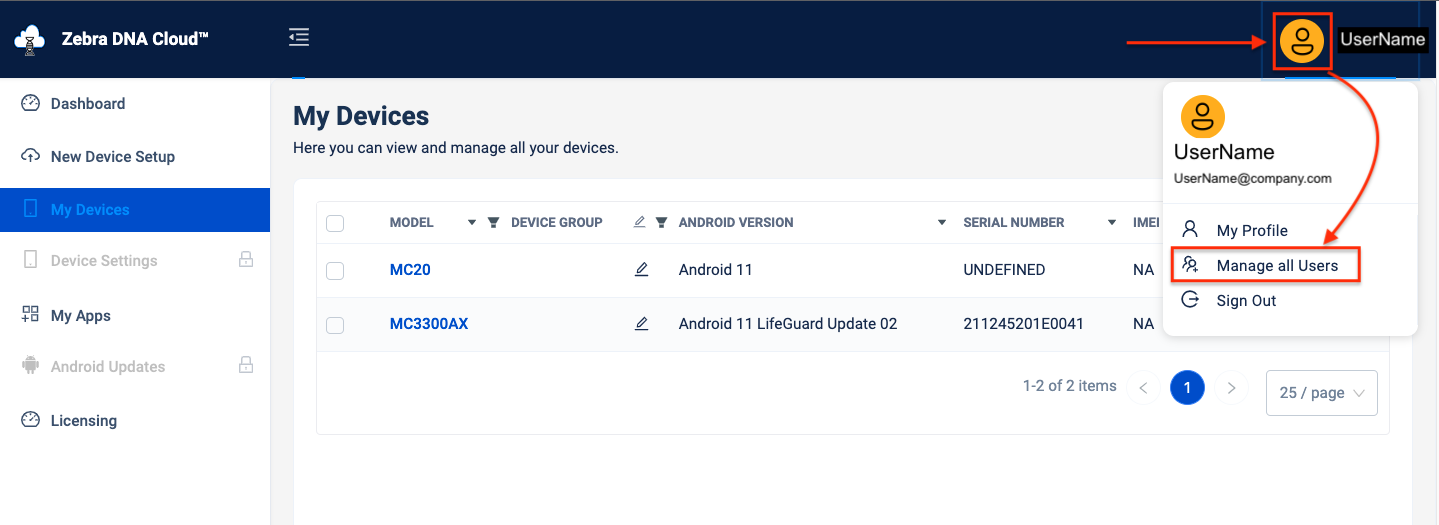 Zebra DNA Cloud™
UserName
Dashboard
New Device Setup
My Devices
Device Settings
My Apps
Android Updates
Licensing
My Devices
Here you can view and manage all your devices.
MODEL DEVICE GROUP ANDROID VERSION SERIAL NUMBER IMEI
MC20 Android 11 UNDEFINED NA
MC3300AX Android 11 LifeGuard Update 02 211245201E0041 NA
1-2 of 2 items 1 25 / page
UserName
UserName@company.com
My Profile
Manage all Users
Sign Out